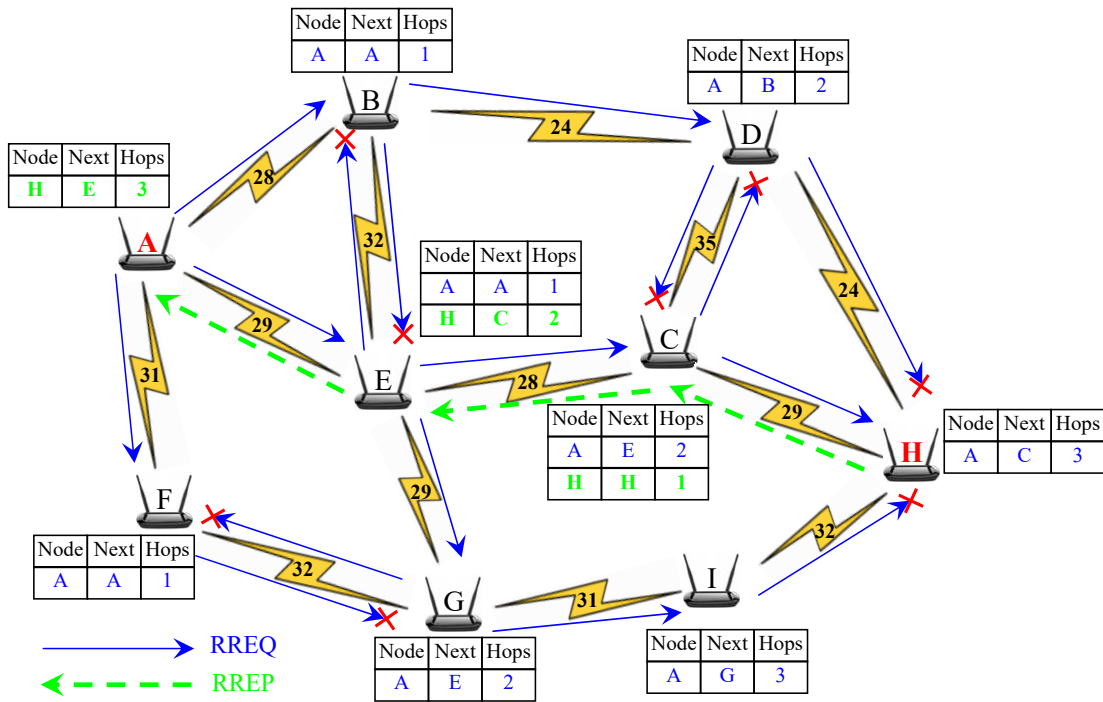 Node Next Hops
A A 1
B
Node Next Hops
A B 2
D
24
Node Next Hops
H E 3
28
A
32
35
24
Node Next Hops
A A 1
H C 2
29
C
31
E
28
29
Node Next Hops
A E 2
H H 1
H
Node Next Hops
A C 3
F
29
32
Node Next Hops
A A 1
32
G
31
I
Node Next Hops
A E 2
Node Next Hops
A G 3
RREQ
RREP